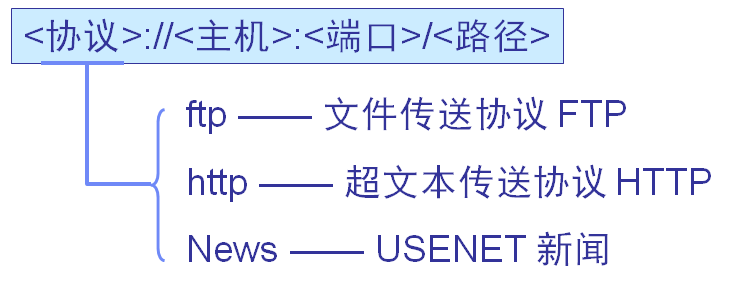 <协议>://<主机>:<端口>/<路径>
ftp —— 文件传送协议 FTP
http —— 超文本传送协议 HTTP
News —— USENET 新闻